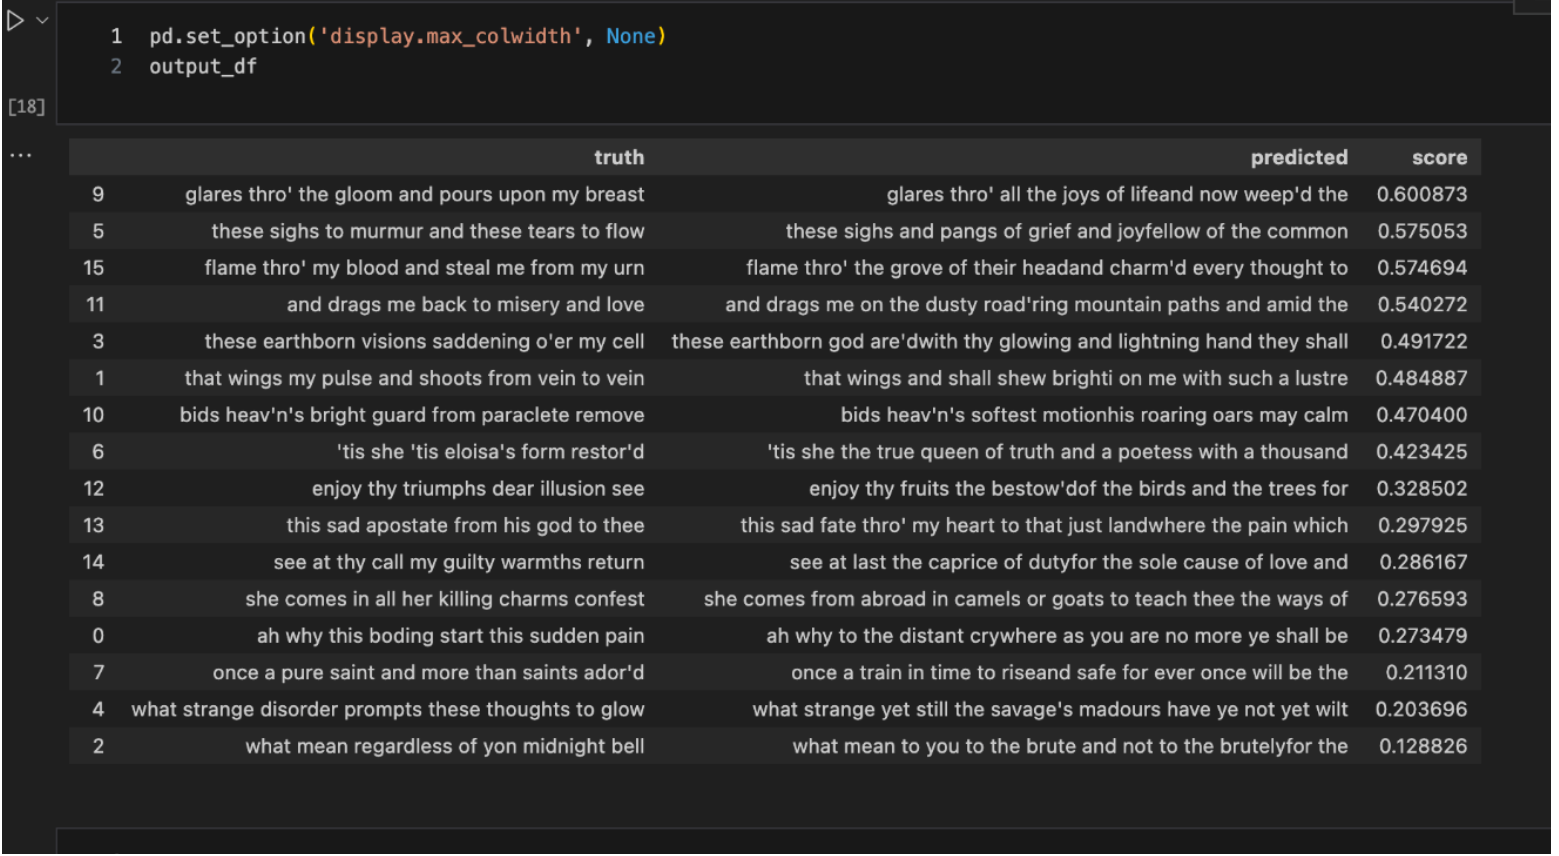 1 pd.set_option('display.max_colwidth', None)
2 output_df
[18]
...
truth predicted score
9 glares thro' the gloom and pours upon my breast glares thro' all the joys of lifeand now weep'd the 0.600873
5 these sighs to murmur and these tears to flow these sighs and pangs of grief and joyfellow of the common 0.575053
15 flame thro' my blood and steal me from my urn flame thro' the grove of their headand charm'd every thought to 0.574694
11 and drags me back to misery and love and drags me on the dusty road'ring mountain paths and amid the 0.540272
3 these earthborn visions saddening o'er my cell these earthborn god are'dwith thy glowing and lightning hand they shall 0.491722
1 that wings my pulse and shoots from vein to vein that wings and shall shew brighti on me with such a lustre 0.484887
10 bids heav'n's bright guard from paraclete remove bids heav'n's softest motionhis roaring oars may calm 0.470400
6 'tis she 'tis eloisa's form restor'd 'tis she the true queen of truth and a poetess with a thousand 0.423425
12 enjoy thy triumphs dear illusion see enjoy thy fruits the bestow'dof the birds and the trees for 0.328502
13 this sad apostate from his god to thee this sad fate thro' my heart to that just landwhere the pain which 0.297925
14 see at thy call my guilty warmths return see at last the caprice of dutyfor the sole cause of love and 0.286167
8 she comes in all her killing charms confest she comes from abroad in camels or goats to teach thee the ways of 0.276593
0 ah why this boding start this sudden pain ah why to the distant crywhere as you are no more ye shall be 0.273479
7 once a pure saint and more than saints ador'd once a train in time to riseand safe for ever once will be the 0.211310
4 what strange disorder prompts these thoughts to glow what strange yet still the savage's madours have ye not yet wilt 0.203696
2 what mean regardless of yon midnight bell what mean to you to the brute and not to the brutelyfor the 0.128826